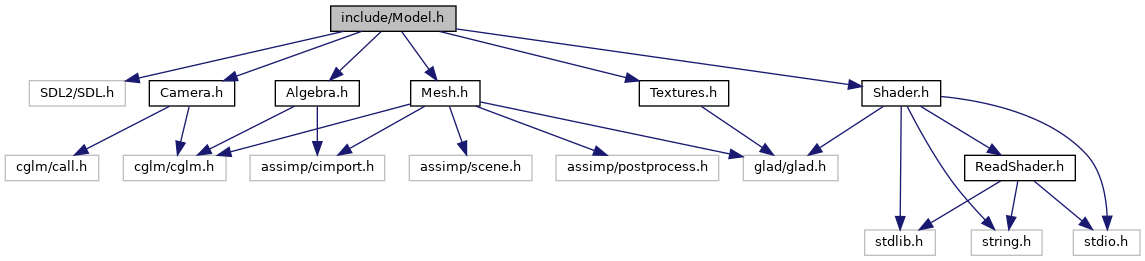 include/Model.h
SDL2/SDL.h
Camera.h
Algebra.h
Mesh.h
Textures.h
Shader.h
cglm/call.h
cglm/cglm.h
assimp/cimport.h
assimp/scene.h
assimp/postprocess.h
glad/glad.h
ReadShader.h
stdlib.h
string.h
stdio.h